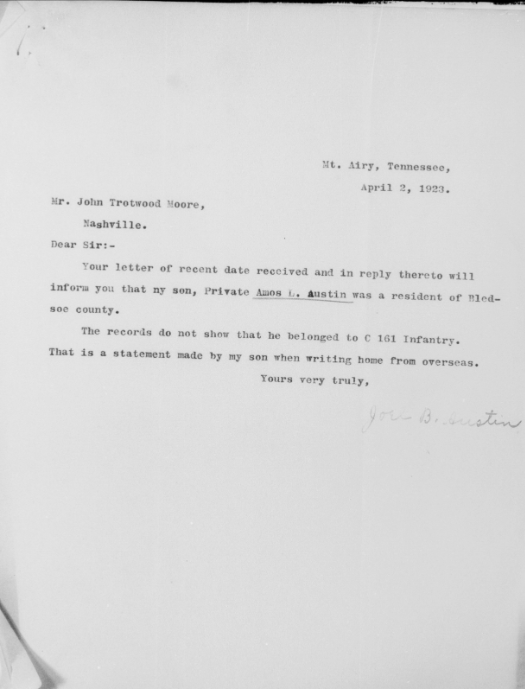 Mt. Airy, Tennessee,
April 2, 1923.
Mr. John Trotwood Moore,
Nashville.
Dear Sir:-
Your letter of recent date received and in reply thereto will
inform you that ny son, Private Amos L. Austin was a resident of Bled-
soe county.
The records do not show that he belonged to C 161 Infantry.
That is a statement made by my son when writing home from overseas.
Yours very truly,
B. Austin